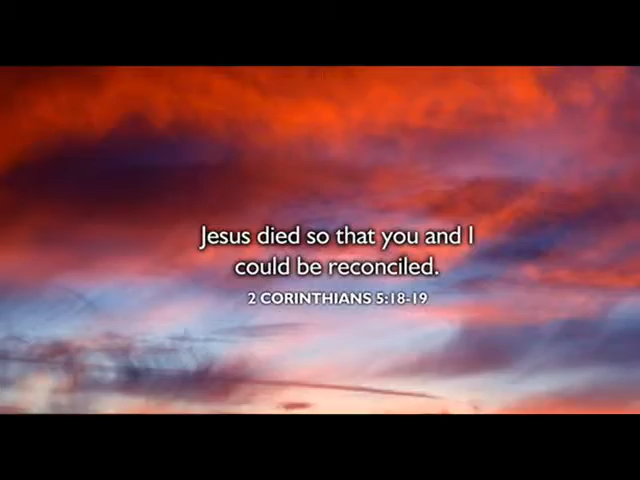 Jesus died so that you and I
could be reconciled.
2 CORINTHIANS 5:18-19